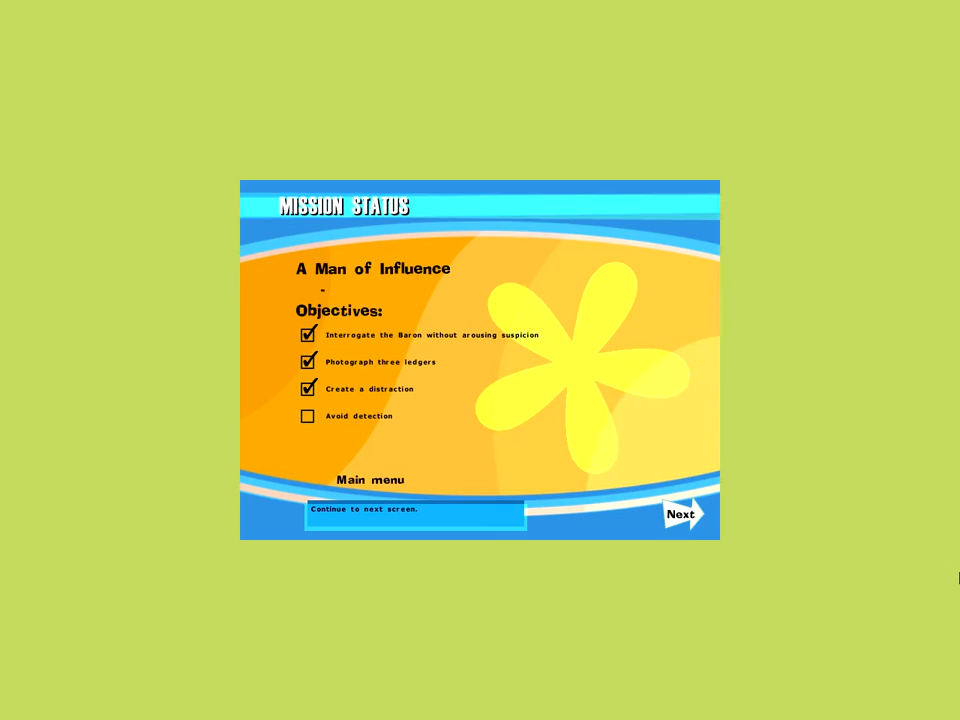 MISSION STATUS
A Man of Influence
-
Objectives:
Interrogate the Baron without arousing suspicion
Photograph three ledgers
Create a distraction
Avoid detection
Main menu
Continue to next screen.
Next